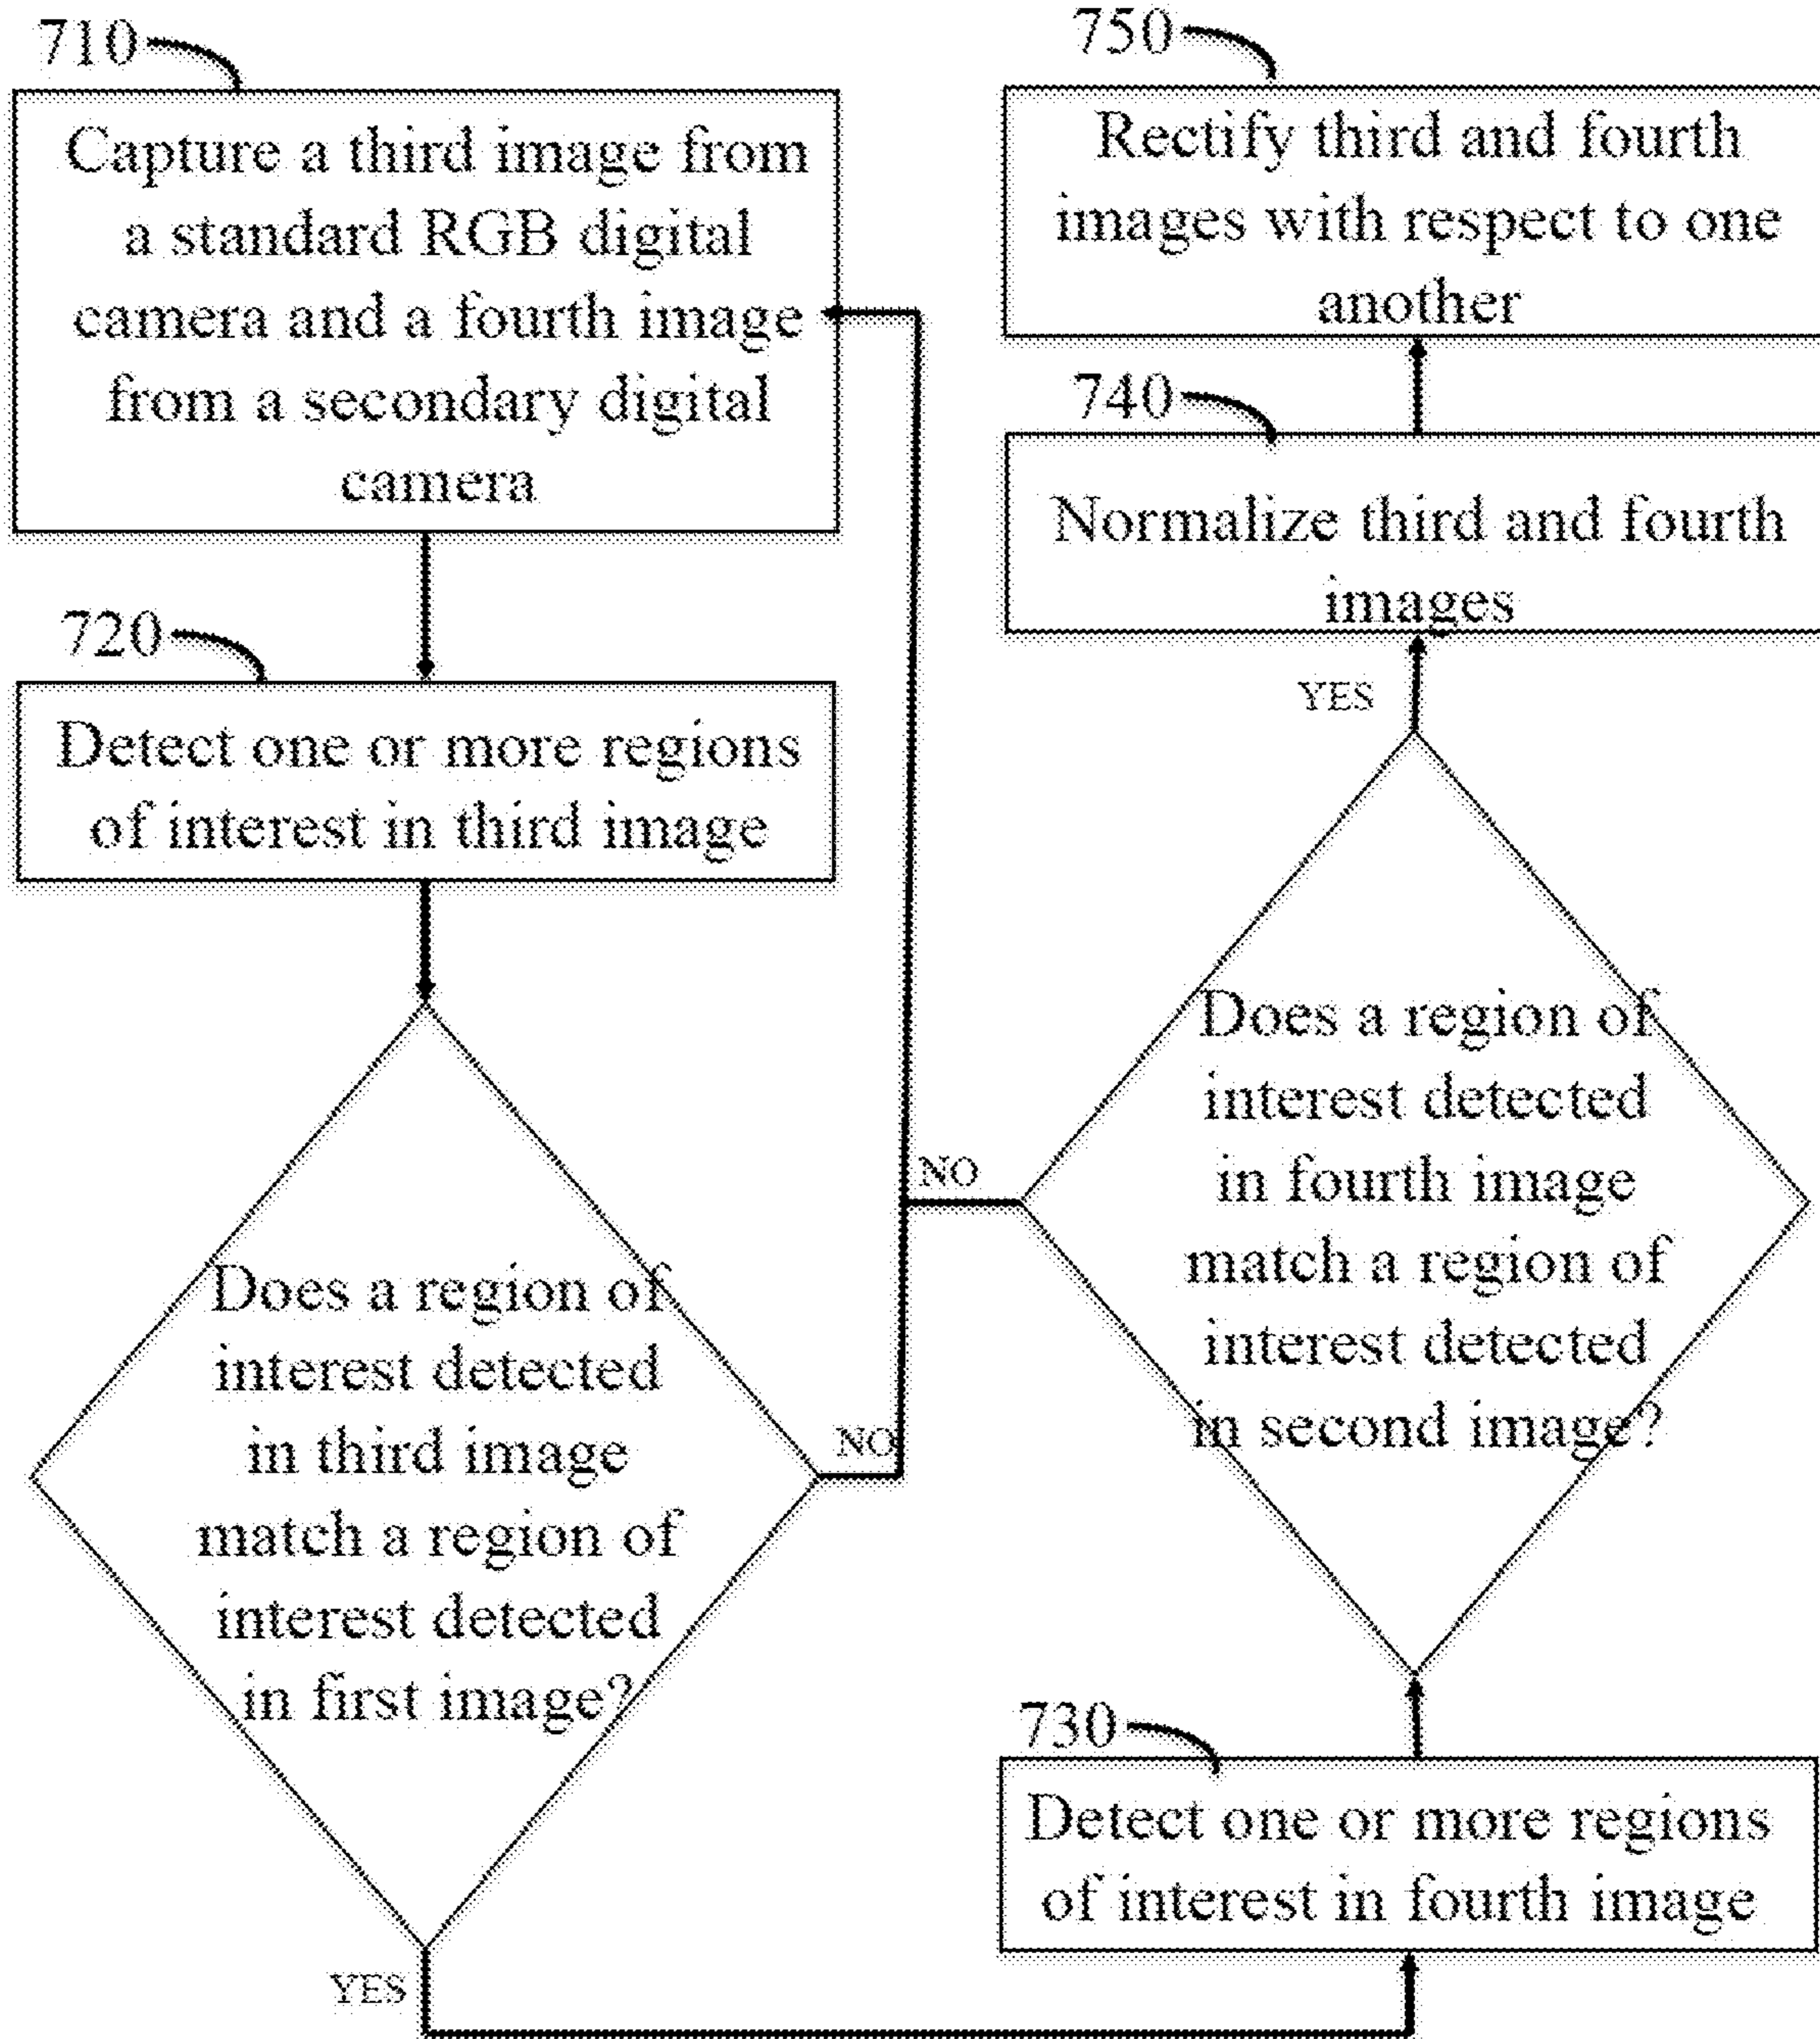 710
Capture a third image from
a standard RGB digital
camera and a fourth image
from a secondary digital
camera
720
Detect one or more regions
of interest in third image
Does a region of
interest detected
in third image
match a region of
interest detected
in first image?
NO
YES
730
Detect one or more regions
of interest in fourth image
Does a region of
interest detected
in fourth image
match a region of
interest detected
in second image?
NO
YES
740
Normalize third and fourth
images
750
Rectify third and fourth
images with respect to one
another